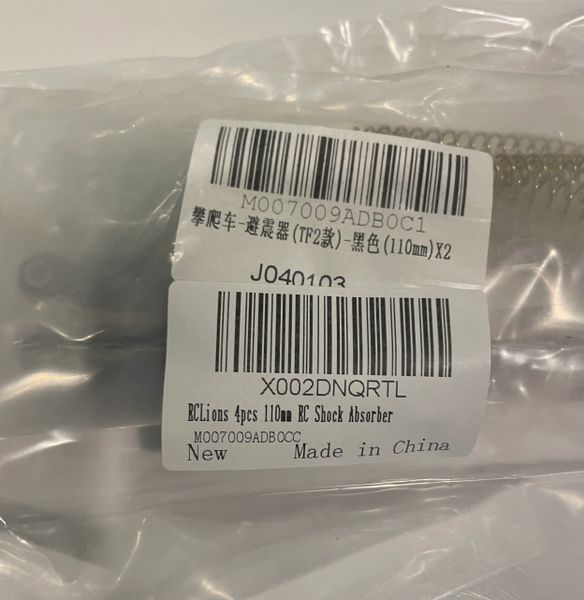 M007009ADB0C1
攀爬车-避震器(TF2款)-黑色(110mm)X2
J040103
X002DNQRTL
RCLions 4pcs 110mm RC Shock Absorber
M007009ADB0CC
New Made in China